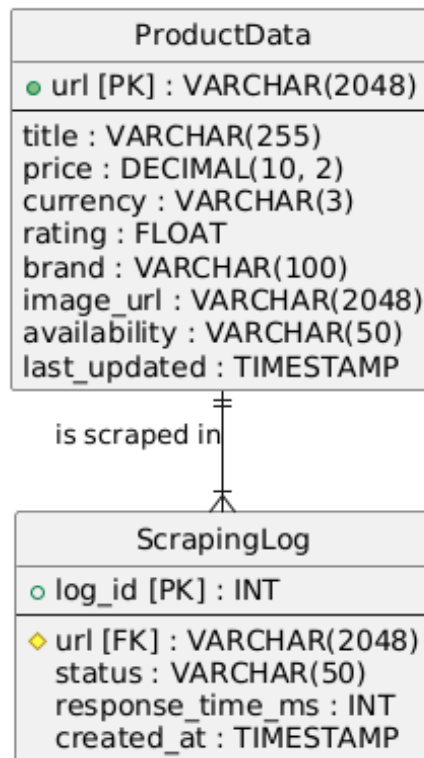 ProductData
url [PK] : VARCHAR(2048)
title : VARCHAR(255)
price : DECIMAL(10, 2)
currency : VARCHAR(3)
rating : FLOAT
brand : VARCHAR(100)
image_url : VARCHAR(2048)
availability : VARCHAR(50)
last_updated : TIMESTAMP
is scraped in
ScrapingLog
log_id [PK] : INT
url [FK] : VARCHAR(2048)
status : VARCHAR(50)
response_time_ms : INT
created_at : TIMESTAMP